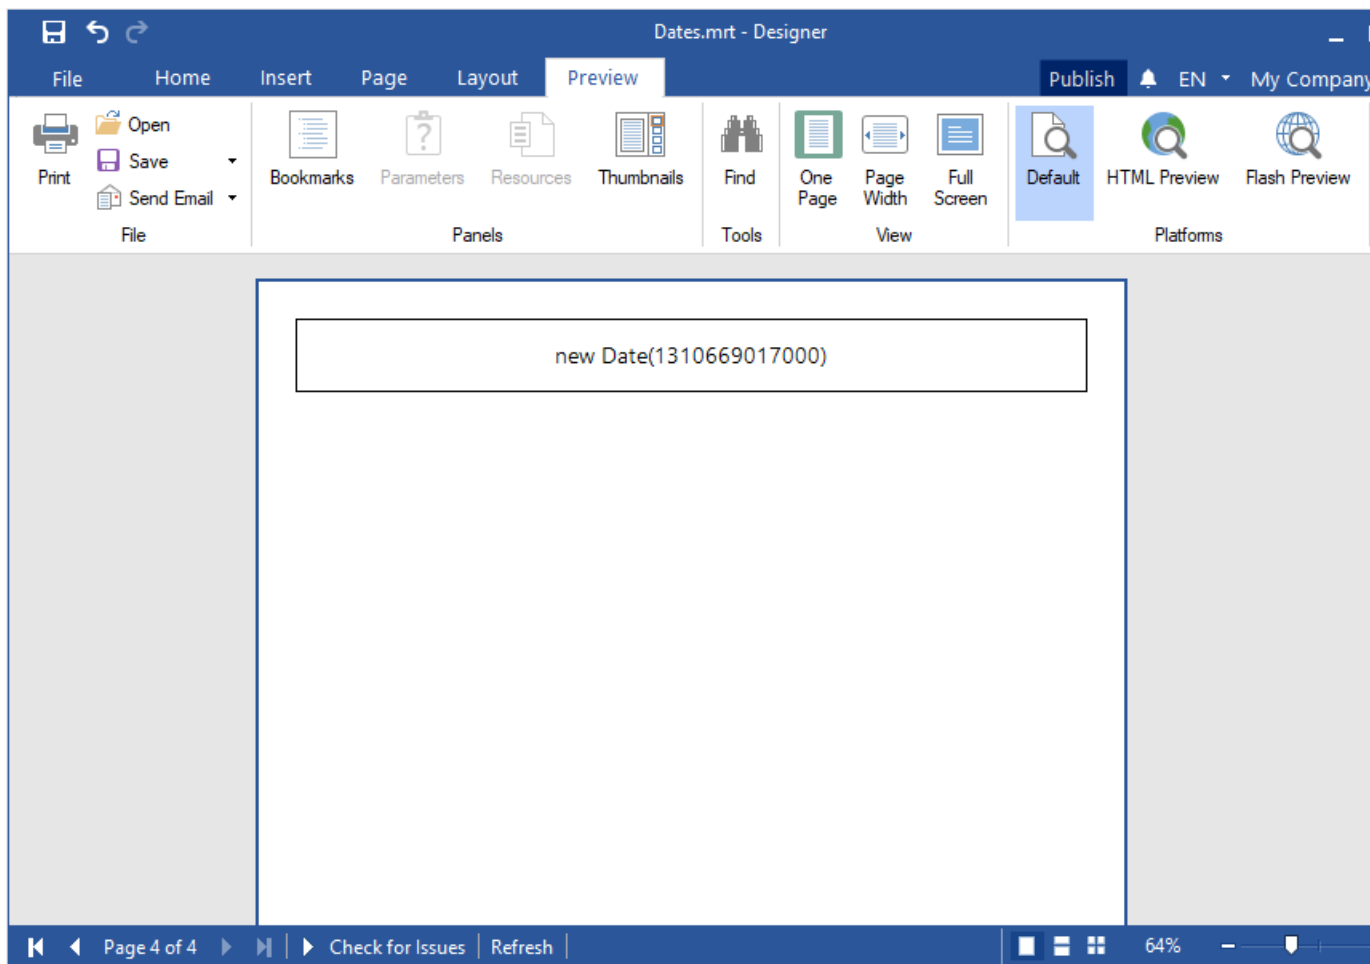 Dates.mrt - Designer
File Home Insert Page Layout Preview Publish EN My Company
Open
Save
Send Email
Print Bookmarks Parameters Resources Thumbnails Find One Page Page Width Full Screen Default HTML Preview Flash Preview
File Panels Tools View Platforms
new Date(1310669017000)
Page 4 of 4 Check for Issues Refresh 64%